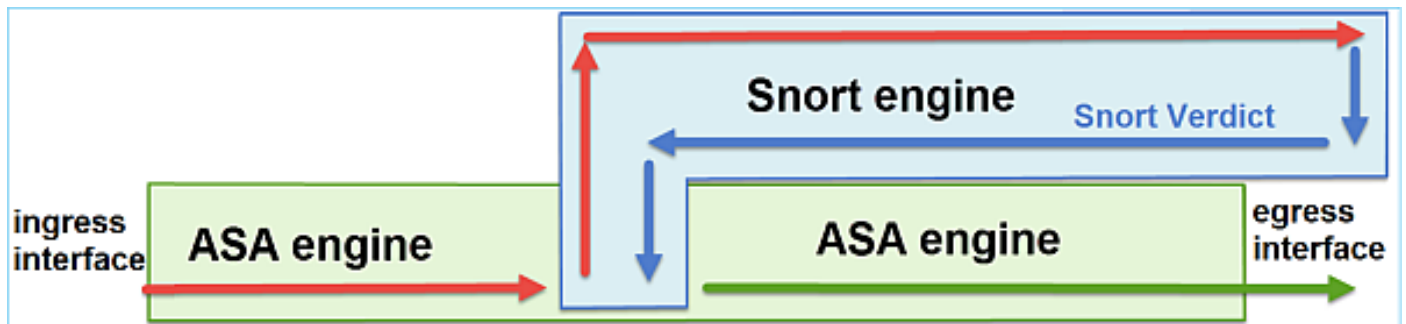 Snort engine
Snort Verdict
ingress
interface
ASA engine
ASA engine
egress
interface